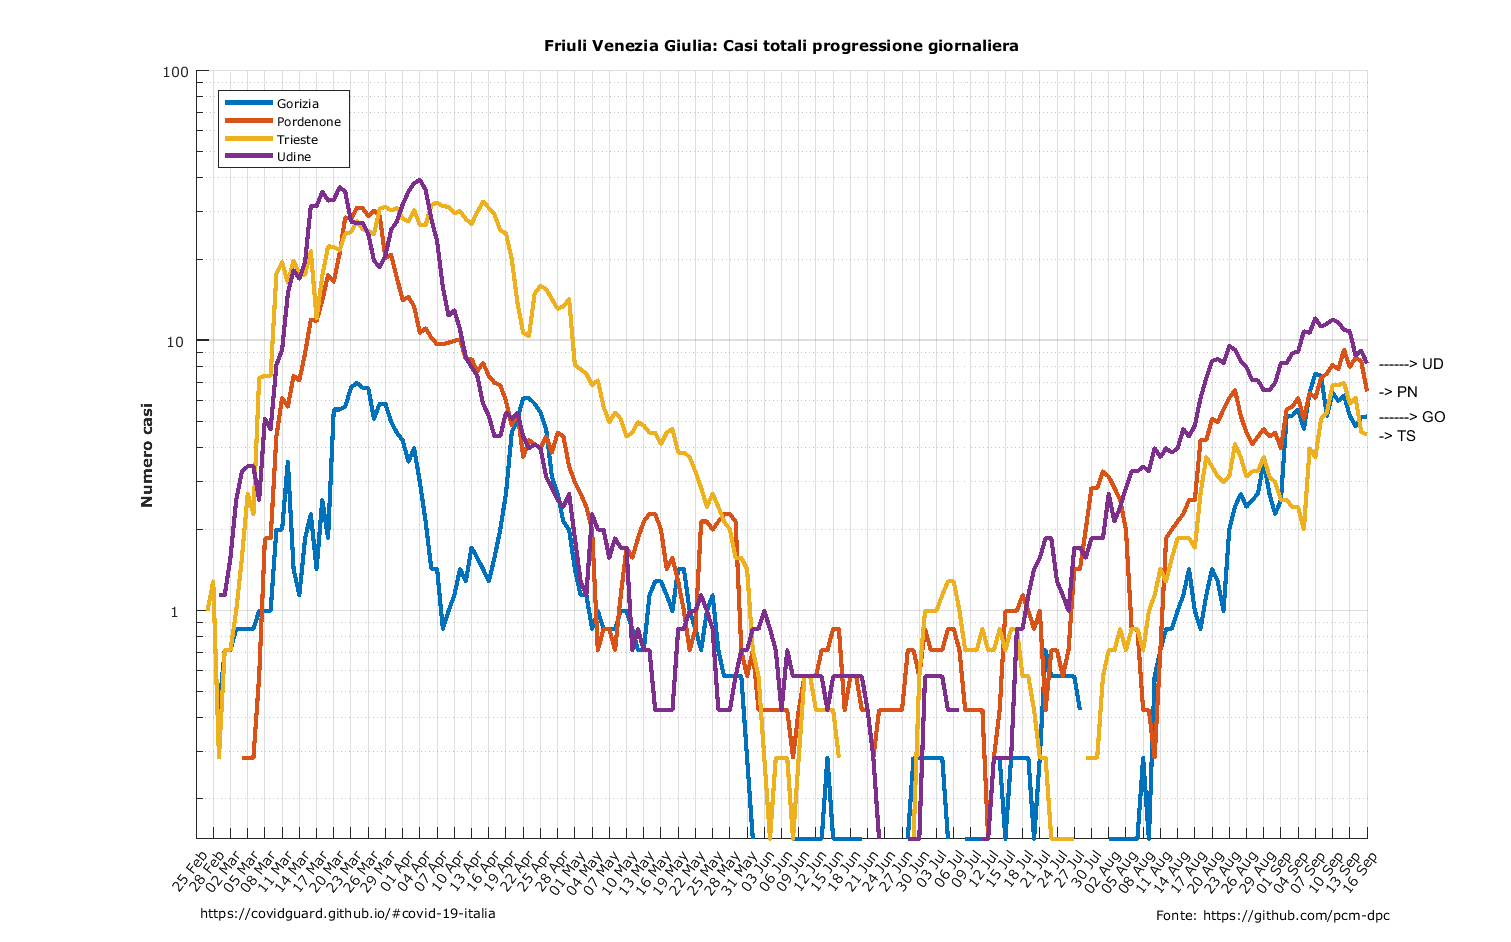 Friuli Venezia Giulia: Casi totali progressione giornaliera
100
10
1
Numero casi
Gorizia
Pordenone
Trieste
Udine
------> UD
-> PN
------> GO
-> TS
25 Feb
28 Feb
02 Mar
05 Mar
08 Mar
11 Mar
14 Mar
17 Mar
20 Mar
23 Mar
26 Mar
29 Mar
01 Apr
04 Apr
07 Apr
10 Apr
13 Apr
16 Apr
19 Apr
22 Apr
25 Apr
28 Apr
01 May
04 May
07 May
10 May
13 May
16 May
19 May
22 May
25 May
28 May
31 May
03 Jun
06 Jun
09 Jun
12 Jun
15 Jun
18 Jun
21 Jun
24 Jun
27 Jun
30 Jun
03 Jul
06 Jul
09 Jul
12 Jul
15 Jul
18 Jul
21 Jul
24 Jul
27 Jul
30 Jul
02 Aug
05 Aug
08 Aug
11 Aug
14 Aug
17 Aug
20 Aug
23 Aug
26 Aug
29 Aug
01 Sep
04 Sep
07 Sep
10 Sep
13 Sep
16 Sep
https://covidguard.github.io/#covid-19-italia
Fonte: https://github.com/pcm-dpc